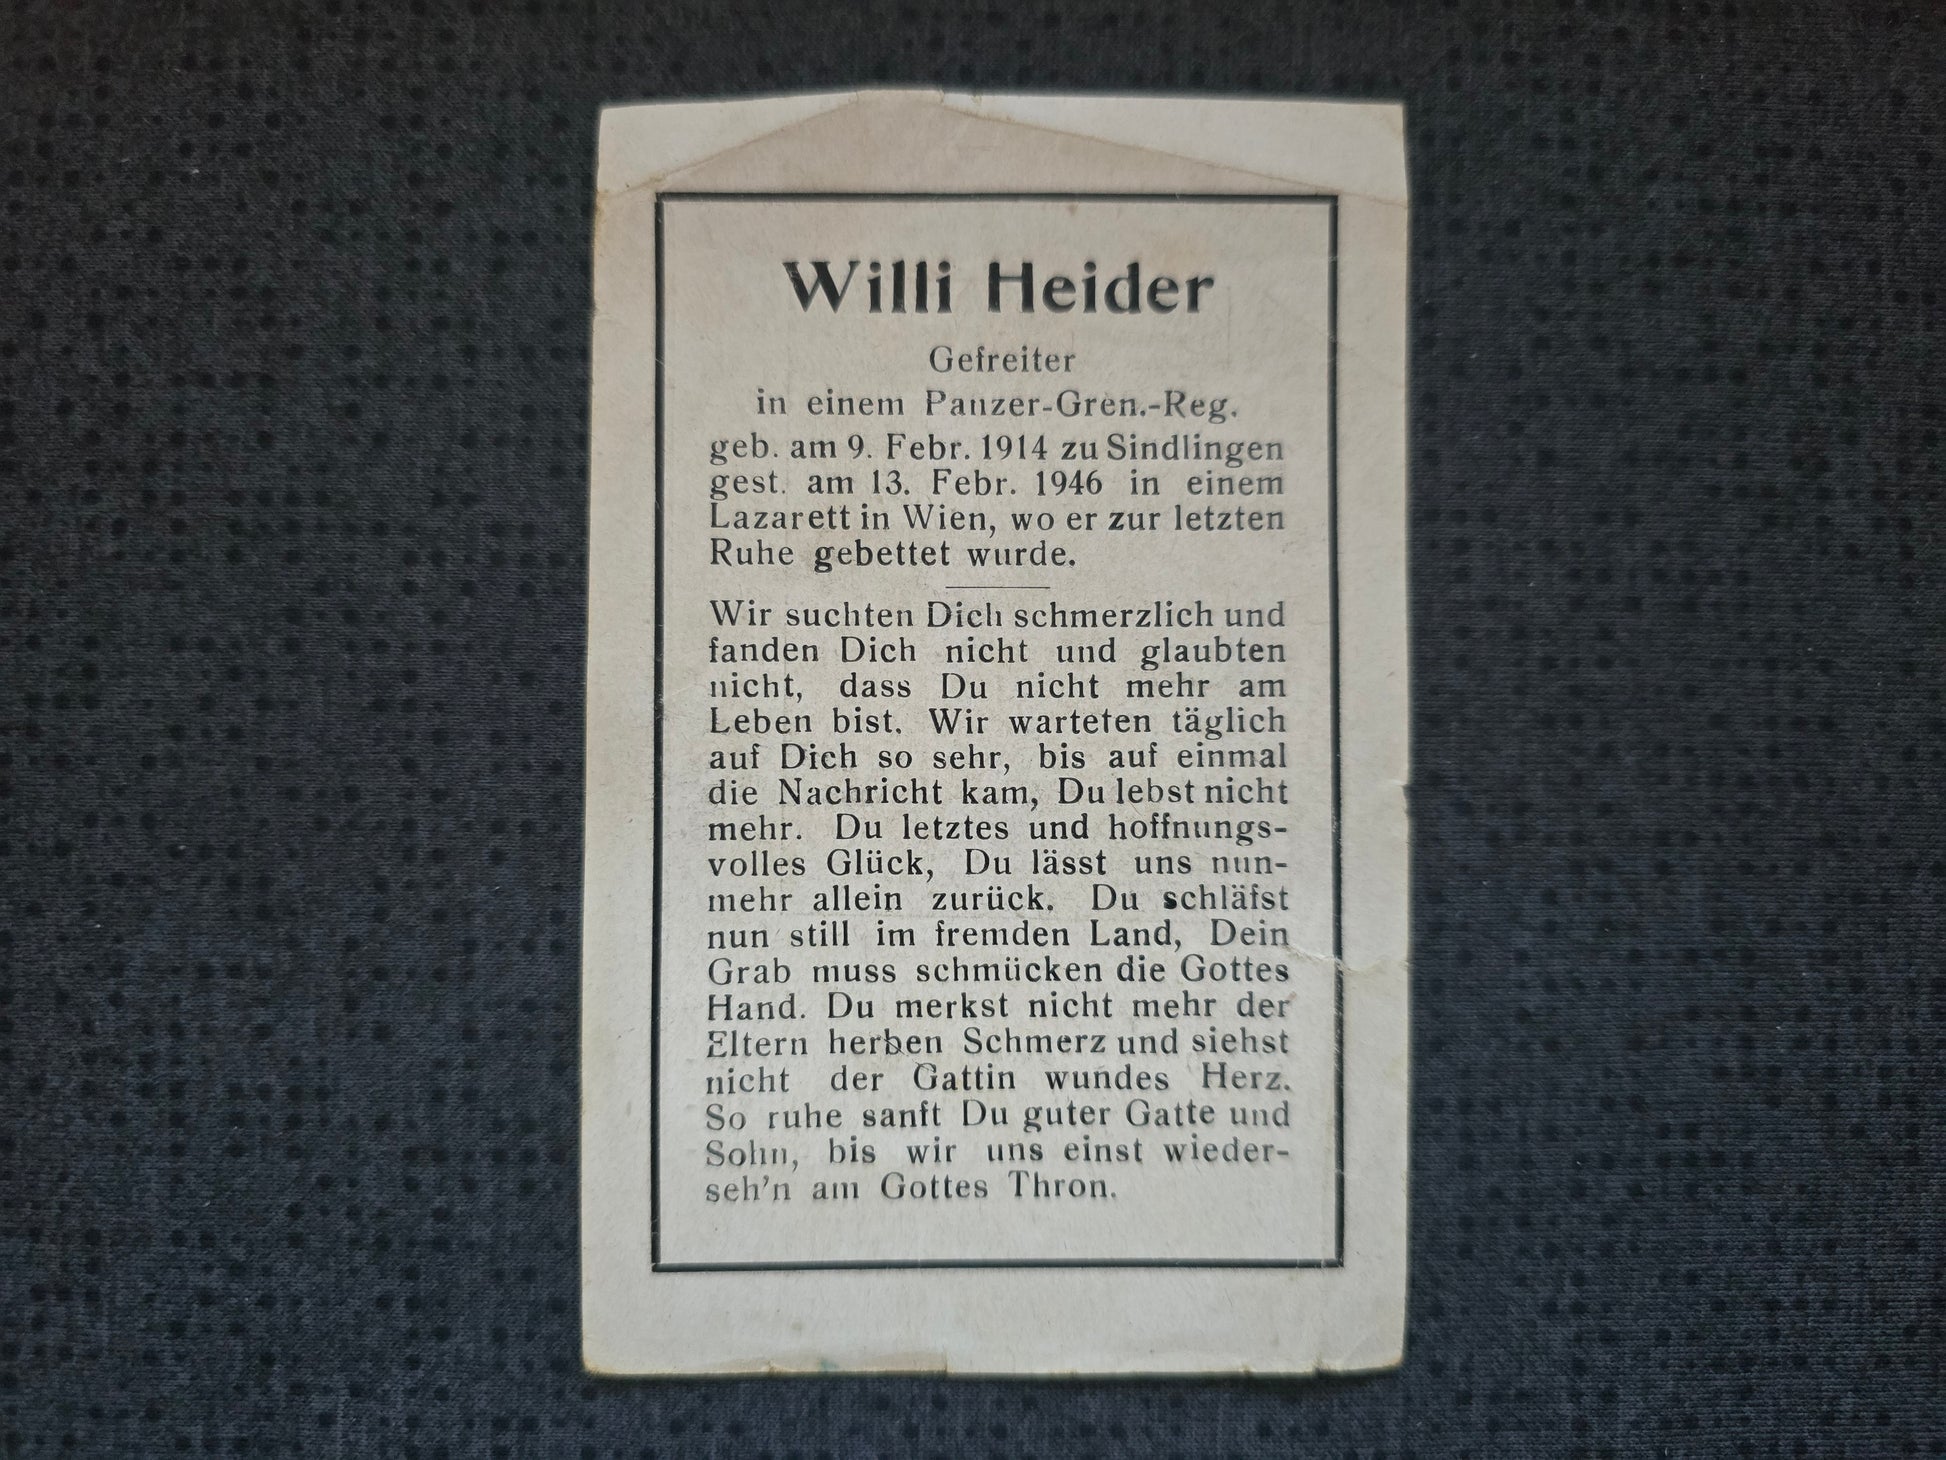 Willi Heider
Gefreiter
in einem Panzer-Gren.-Reg.
geb. am 9. Febr. 1914 zu Sindlingen
gest. am 13. Febr. 1946 in einem
Lazarett in Wien, wo er zur letzten
Ruhe gebettet wurde.
Wir suchten Dich schmerzlich und
fanden Dich nicht und glaubten
nicht, dass Du nicht mehr am
Leben bist. Wir warteten täglich
auf Dich so sehr, bis auf einmal
die Nachricht kam, Du lebst nicht
mehr. Du letztes und hoffnungs-
volles Glück, Du lässt uns nun-
mehr allein zurück. Du schläfst
nun still im fremden Land, Dein
Grab muss schmücken die Gottes
Hand. Du merkst nicht mehr der
Eltern herben Schmerz und siehst
nicht der Gattin wundes Herz.
So ruhe sanft Du guter Gatte und
Sohn, bis wir uns einst wieder-
seh'n am Gottes Thron.